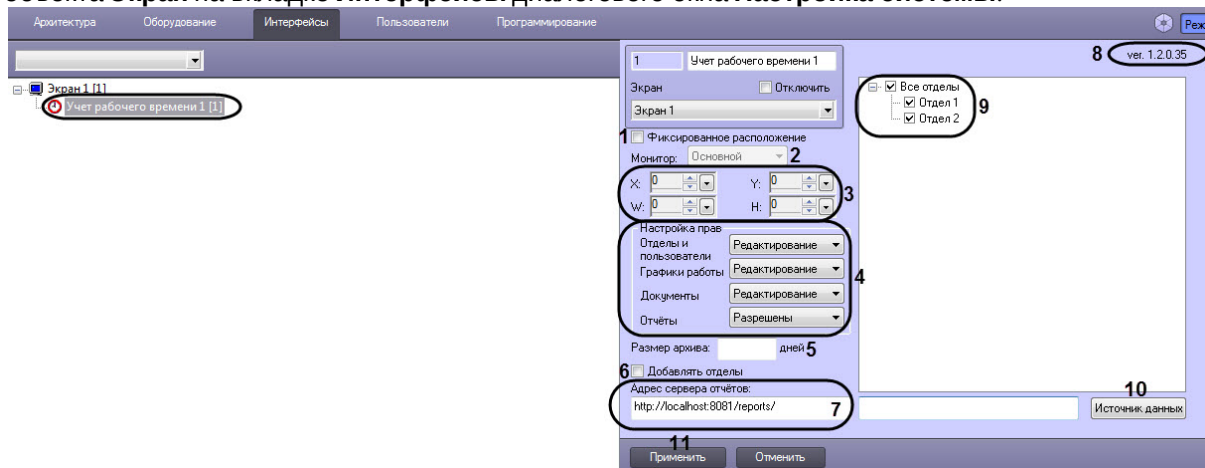 объекта Экран на вкладке Интерфейсы диалогового окна Настройка системы.
Архитектура Оборудование Интерфейсы Пользователи Программирование Реж
1 Учет рабочего времени 1 8 ver. 1.2.0.35
Экран 1 [1]
Учет рабочего времени 1 [1]
Экран Отключить
Экран 1
Все отделы
Отдел 1
Отдел 2
9
1 Фиксированное расположение
Монитор: Основной 2
X: 0 Y: 0
W: 0 H: 0
3
Настройка прав
Отделы и пользователи Редактирование
Графики работы Редактирование
Документы Редактирование
Отчёты Разрешены
4
Размер архива: дней 5
6 Добавлять отделы
Адрес сервера отчётов:
http://localhost:8081/reports/ 7
10
Источник данных
11
Применить Отменить